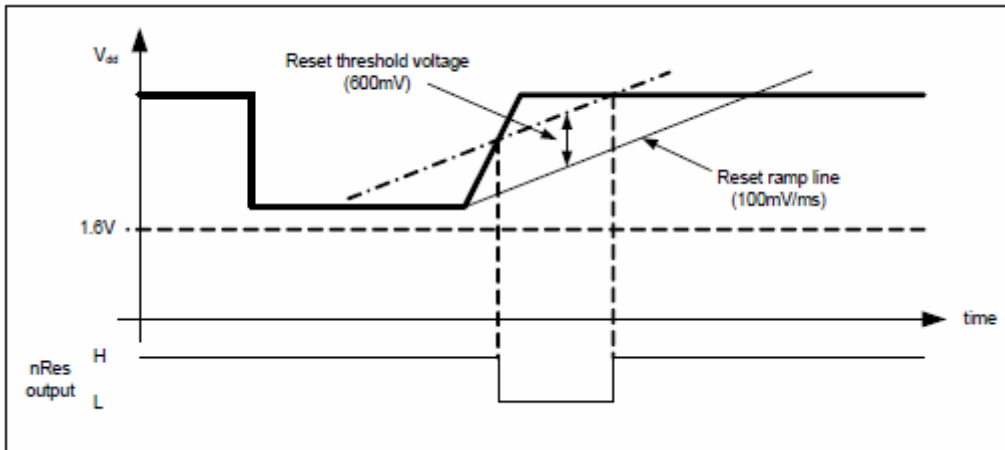 Vdd
Reset threshold voltage
(600mV)
Reset ramp line
(100mV/ms)
1.6V
time
H
nRes
output
L